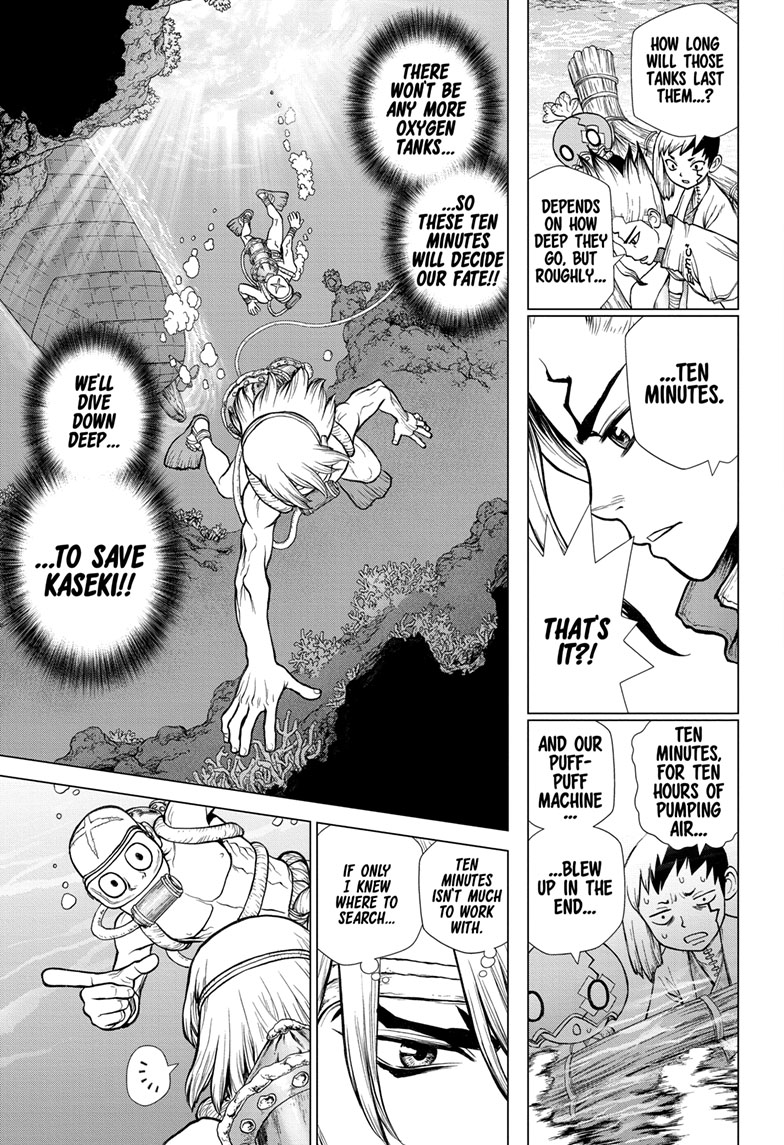 HOW LONG
WILL THOSE
TANKS LAST
THEM...?
DEPENDS
ON HOW
DEEP THEY
GO, BUT
ROUGHLY...
...TEN
MINUTES.
THAT'S
IT?!
TEN
MINUTES,
FOR TEN
HOURS OF
PUMPING
AIR...
AND OUR
PUFF-
PUFF
MACHINE
...
...BLEW
UP IN THE
END...
THERE
WON'T BE
ANY MORE
OXYGEN
TANKS...
...SO
THESE TEN
MINUTES
WILL DECIDE
OUR FATE!!
WE'LL
DIVE
DOWN
DEEP...
...TO SAVE
KASEKI!!
TEN
MINUTES
ISN'T MUCH
TO WORK
WITH.
IF ONLY
I KNEW
WHERE TO
SEARCH...